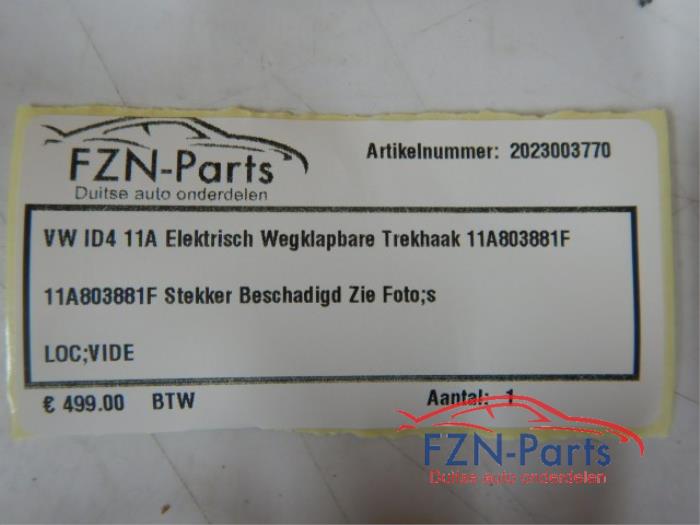 FZN-Parts
Duitse auto onderdelen
Artikelnummer: 2023003770
VW ID4 11A Elektrisch Wegklapbare Trekhaak 11A803881F
11A803881F Stekker Beschadigd Zie Foto;s
LOC;VIDE
€ 499.00 BTW
Aantal: 1
FZN-Parts
Duitse auto onderdelen